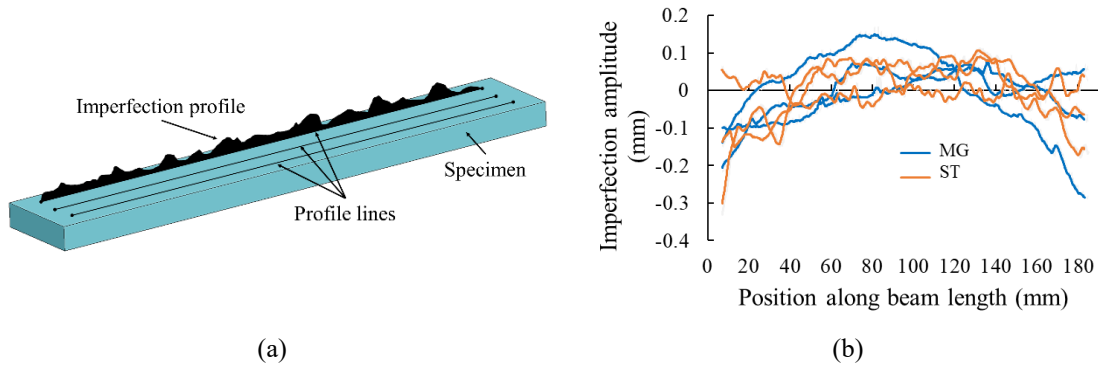 Imperfection profile
Specimen
Profile lines
(a)
Imperfection amplitude
(mm)
0.2
0.1
0
-0.1
-0.2
-0.3
-0.4
MG
ST
0 20 40 60 80 100 120 140 160 180
Position along beam length (mm)
(b)